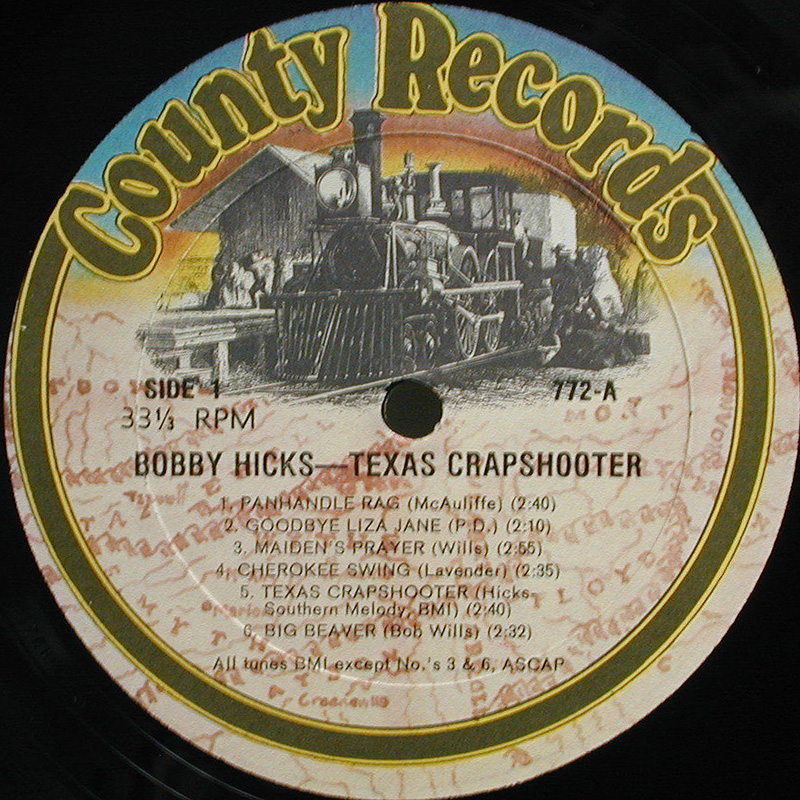 County Records
SIDE 1
772-A
33⅓ RPM
BOBBY HICKS—TEXAS CRAPSHOOTER
1. PANHANDLE RAG (McAuliffe) (2:40)
2. GOODBYE LIZA JANE (P.D.) (2:10)
3. MAIDEN'S PRAYER (Wills) (2:55)
4. CHEROKEE SWING (Lavender) (2:35)
5. TEXAS CRAPSHOOTER (Hicks-
Southern Melody, BMI) (2:40)
6. BIG BEAVER (Bob Wills) (2:32)
All tunes BMI except No.'s 3 & 6, ASCAP
Tazwell
Greeneville